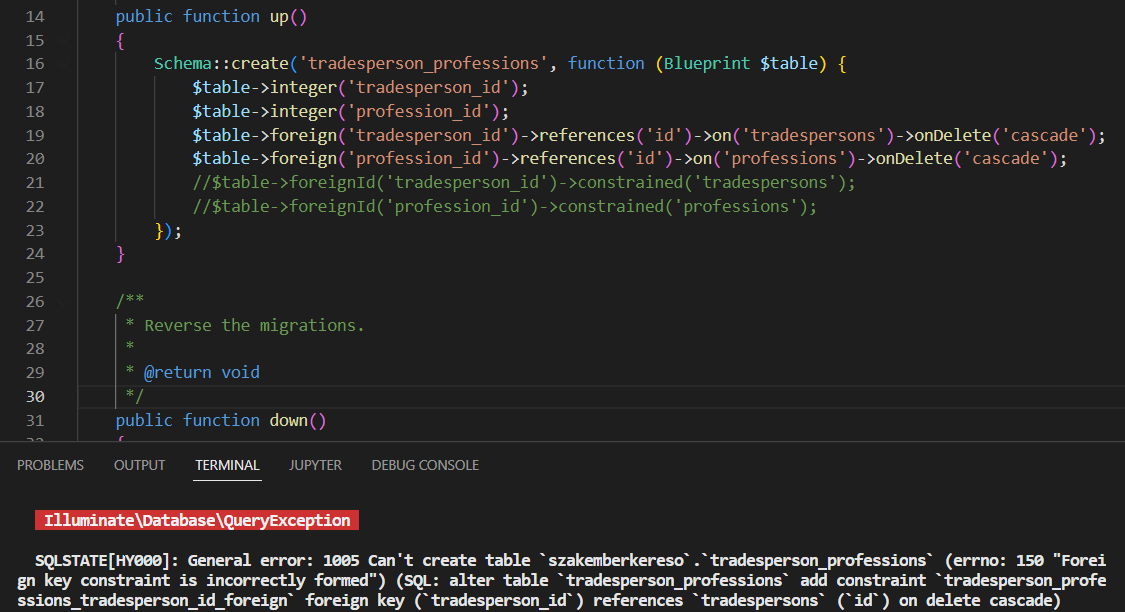 14 public function up()
15 {
16 Schema::create('tradesperson_professions', function (Blueprint $table) {
17 $table->integer('tradesperson_id');
18 $table->integer('profession_id');
19 $table->foreign('tradesperson_id')->references('id')->on('tradespersons')->onDelete('cascade');
20 $table->foreign('profession_id')->references('id')->on('professions')->onDelete('cascade');
21 //$table->foreignId('tradesperson_id')->constrained('tradespersons');
22 //$table->foreignId('profession_id')->constrained('professions');
23 });
24 }
25
26 /**
27 * Reverse the migrations.
28 *
29 * @return void
30 */
31 public function down()
32 {
PROBLEMS OUTPUT TERMINAL JUPYTER DEBUG CONSOLE
Illuminate\Database\QueryException
SQLSTATE[HY000]: General error: 1005 Can't create table `szakemberkereso`.`tradesperson_professions` (errno: 150 "Forei
gn key constraint is incorrectly formed") (SQL: alter table `tradesperson_professions` add constraint `tradesperson_profe
ssions_tradesperson_id_foreign` foreign key (`tradesperson_id`) references `tradespersons` (`id`) on delete cascade)